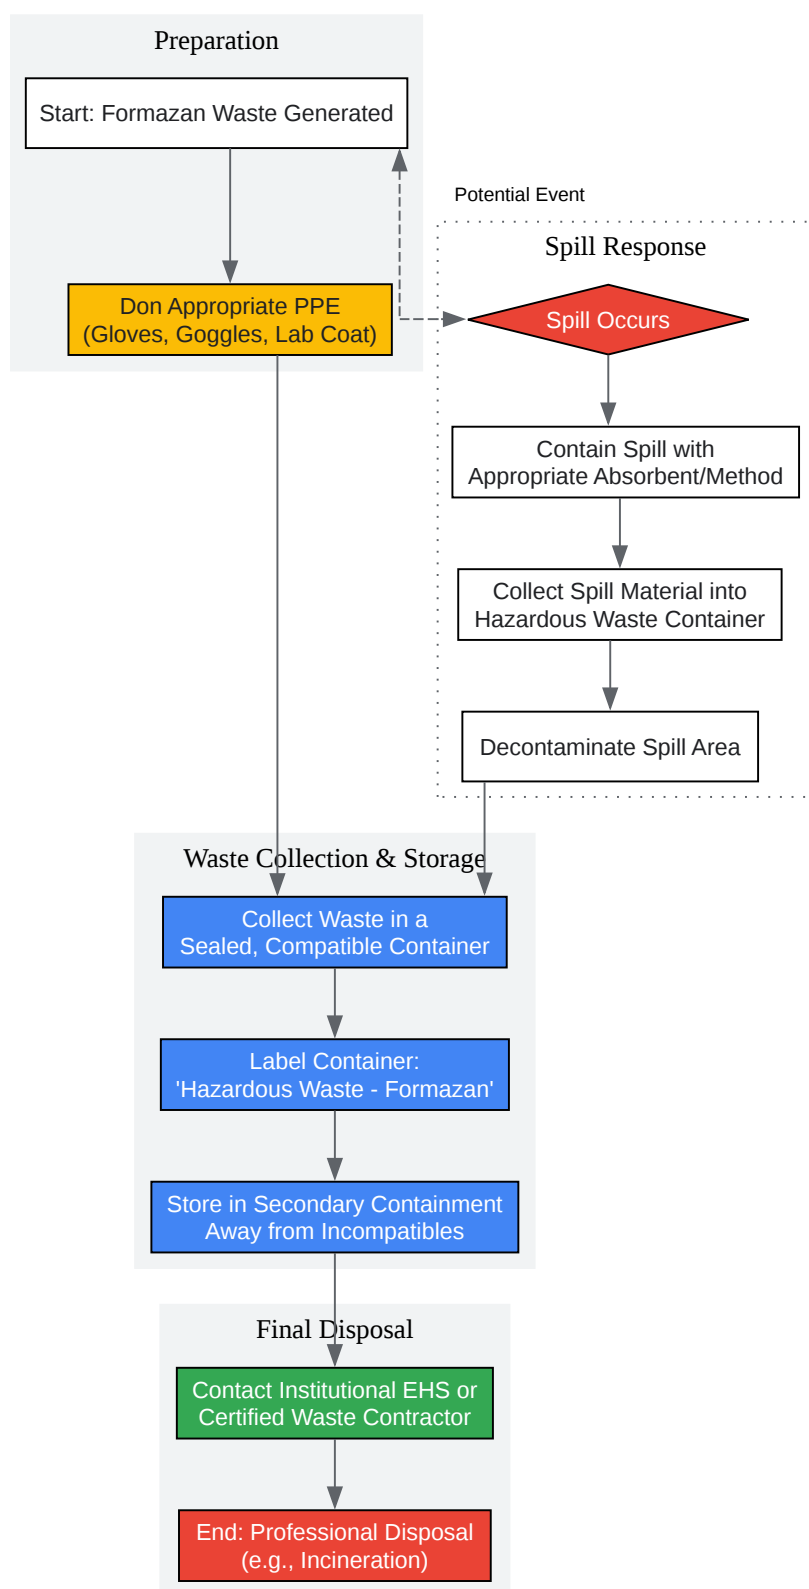 Preparation
Start: Formazan Waste Generated
Don Appropriate PPE
(Gloves, Goggles, Lab Coat)
Potential Event
Spill Response
Spill Occurs
Contain Spill with
Appropriate Absorbent/Method
Collect Spill Material into
Hazardous Waste Container
Decontaminate Spill Area
Waste Collection & Storage
Collect Waste in a
Sealed, Compatible Container
Label Container:
'Hazardous Waste - Formazan'
Store in Secondary Containment
Away from Incompatibles
Final Disposal
Contact Institutional EHS or
Certified Waste Contractor
End: Professional Disposal
(e.g., Incineration)